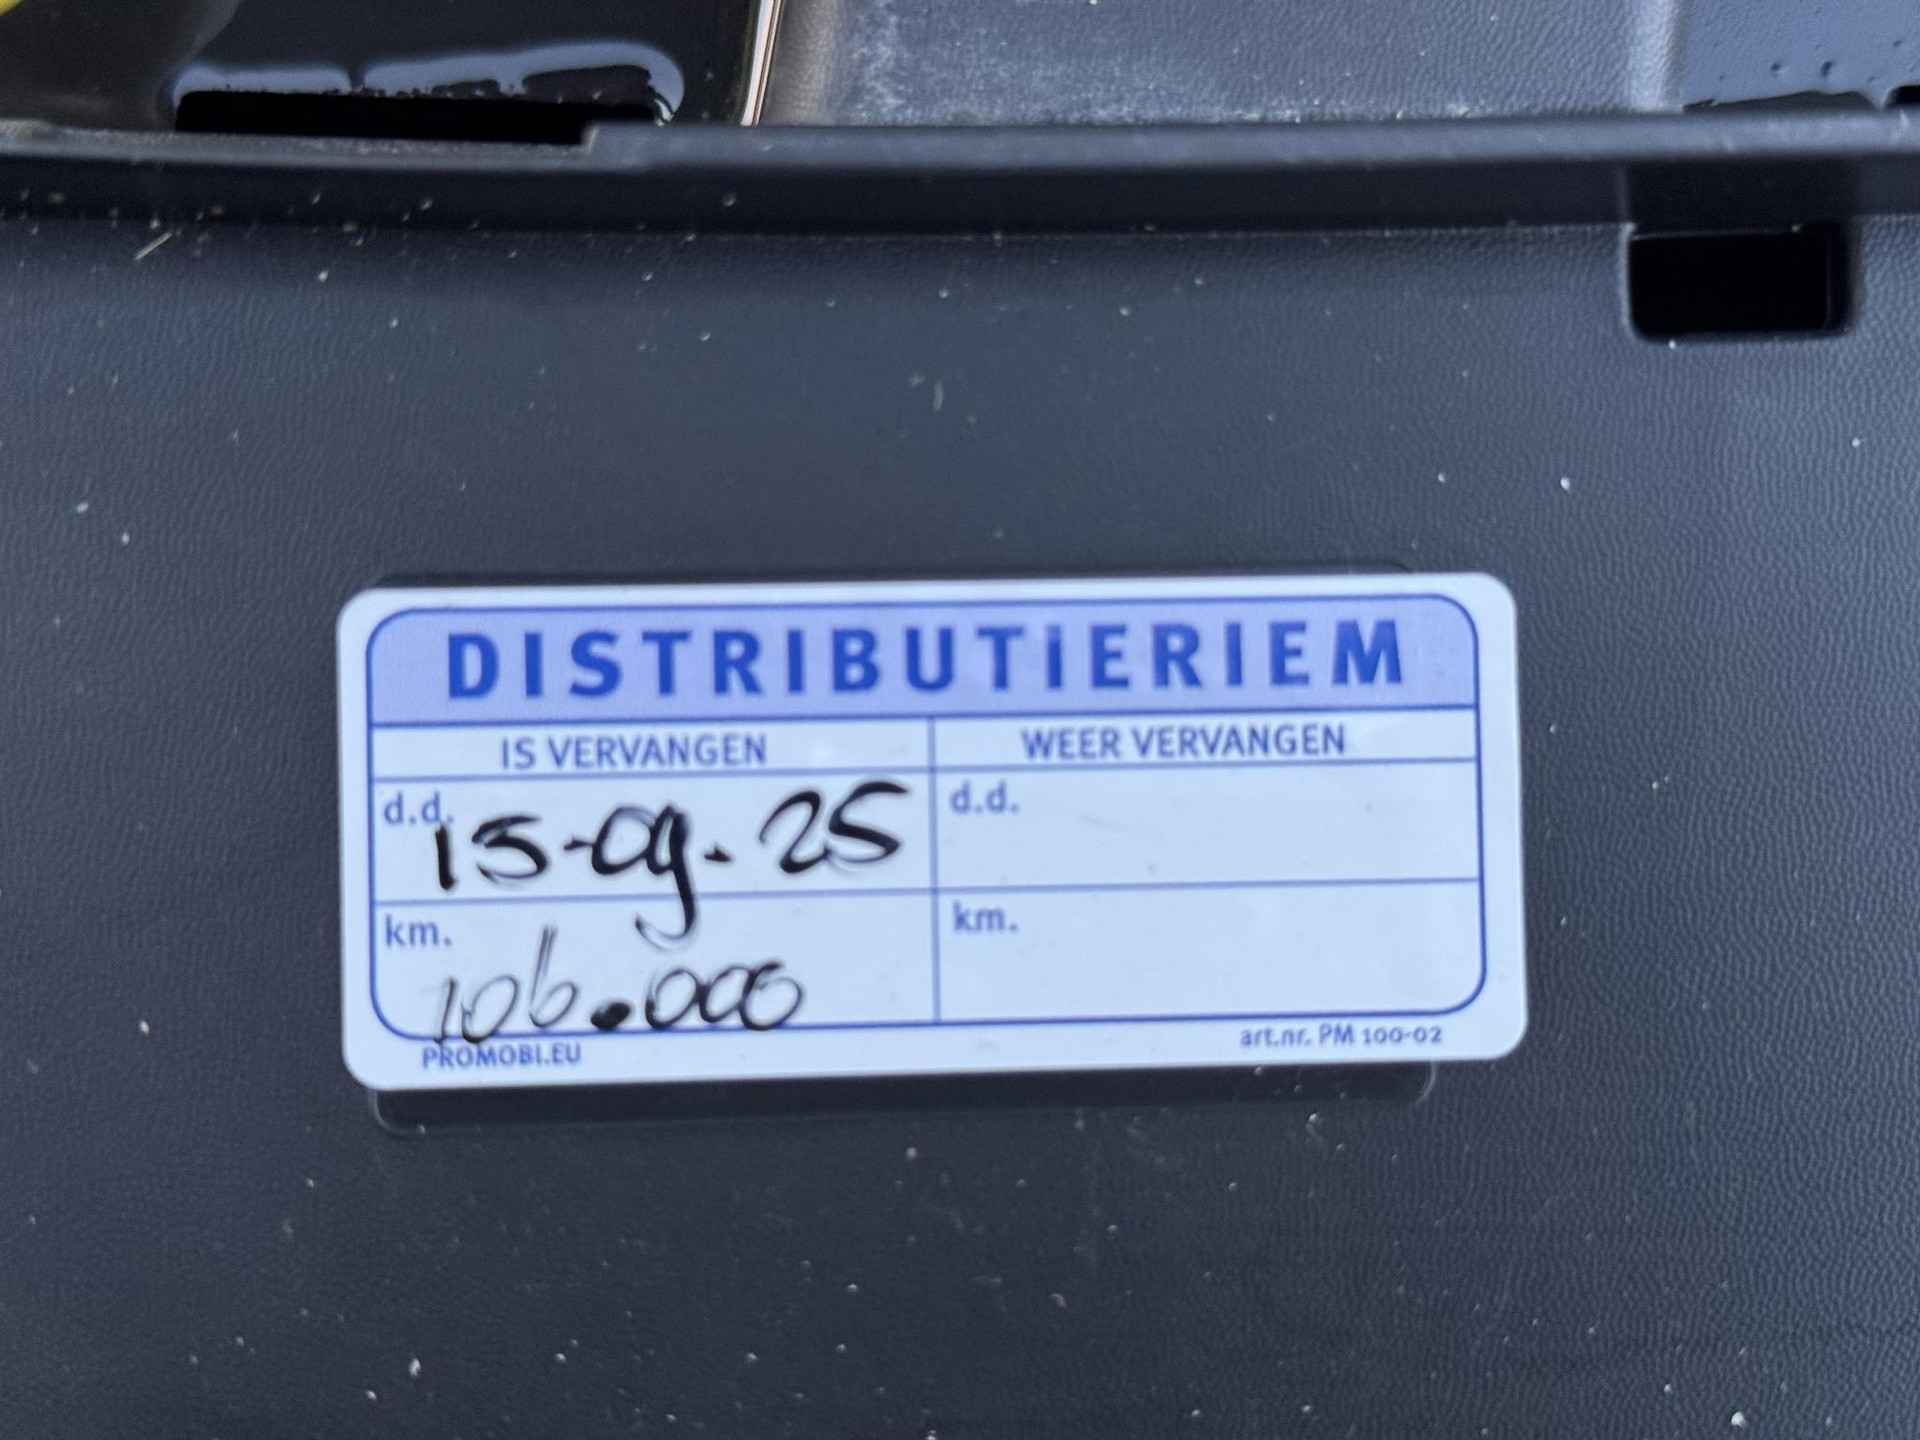 DISTRIBUTIERIEM
IS VERVANGEN WEER VERVANGEN
d.d. 15-09-25 d.d.
km. 106.000 km.
PROMOBI.EU art.nr. PM 100-02